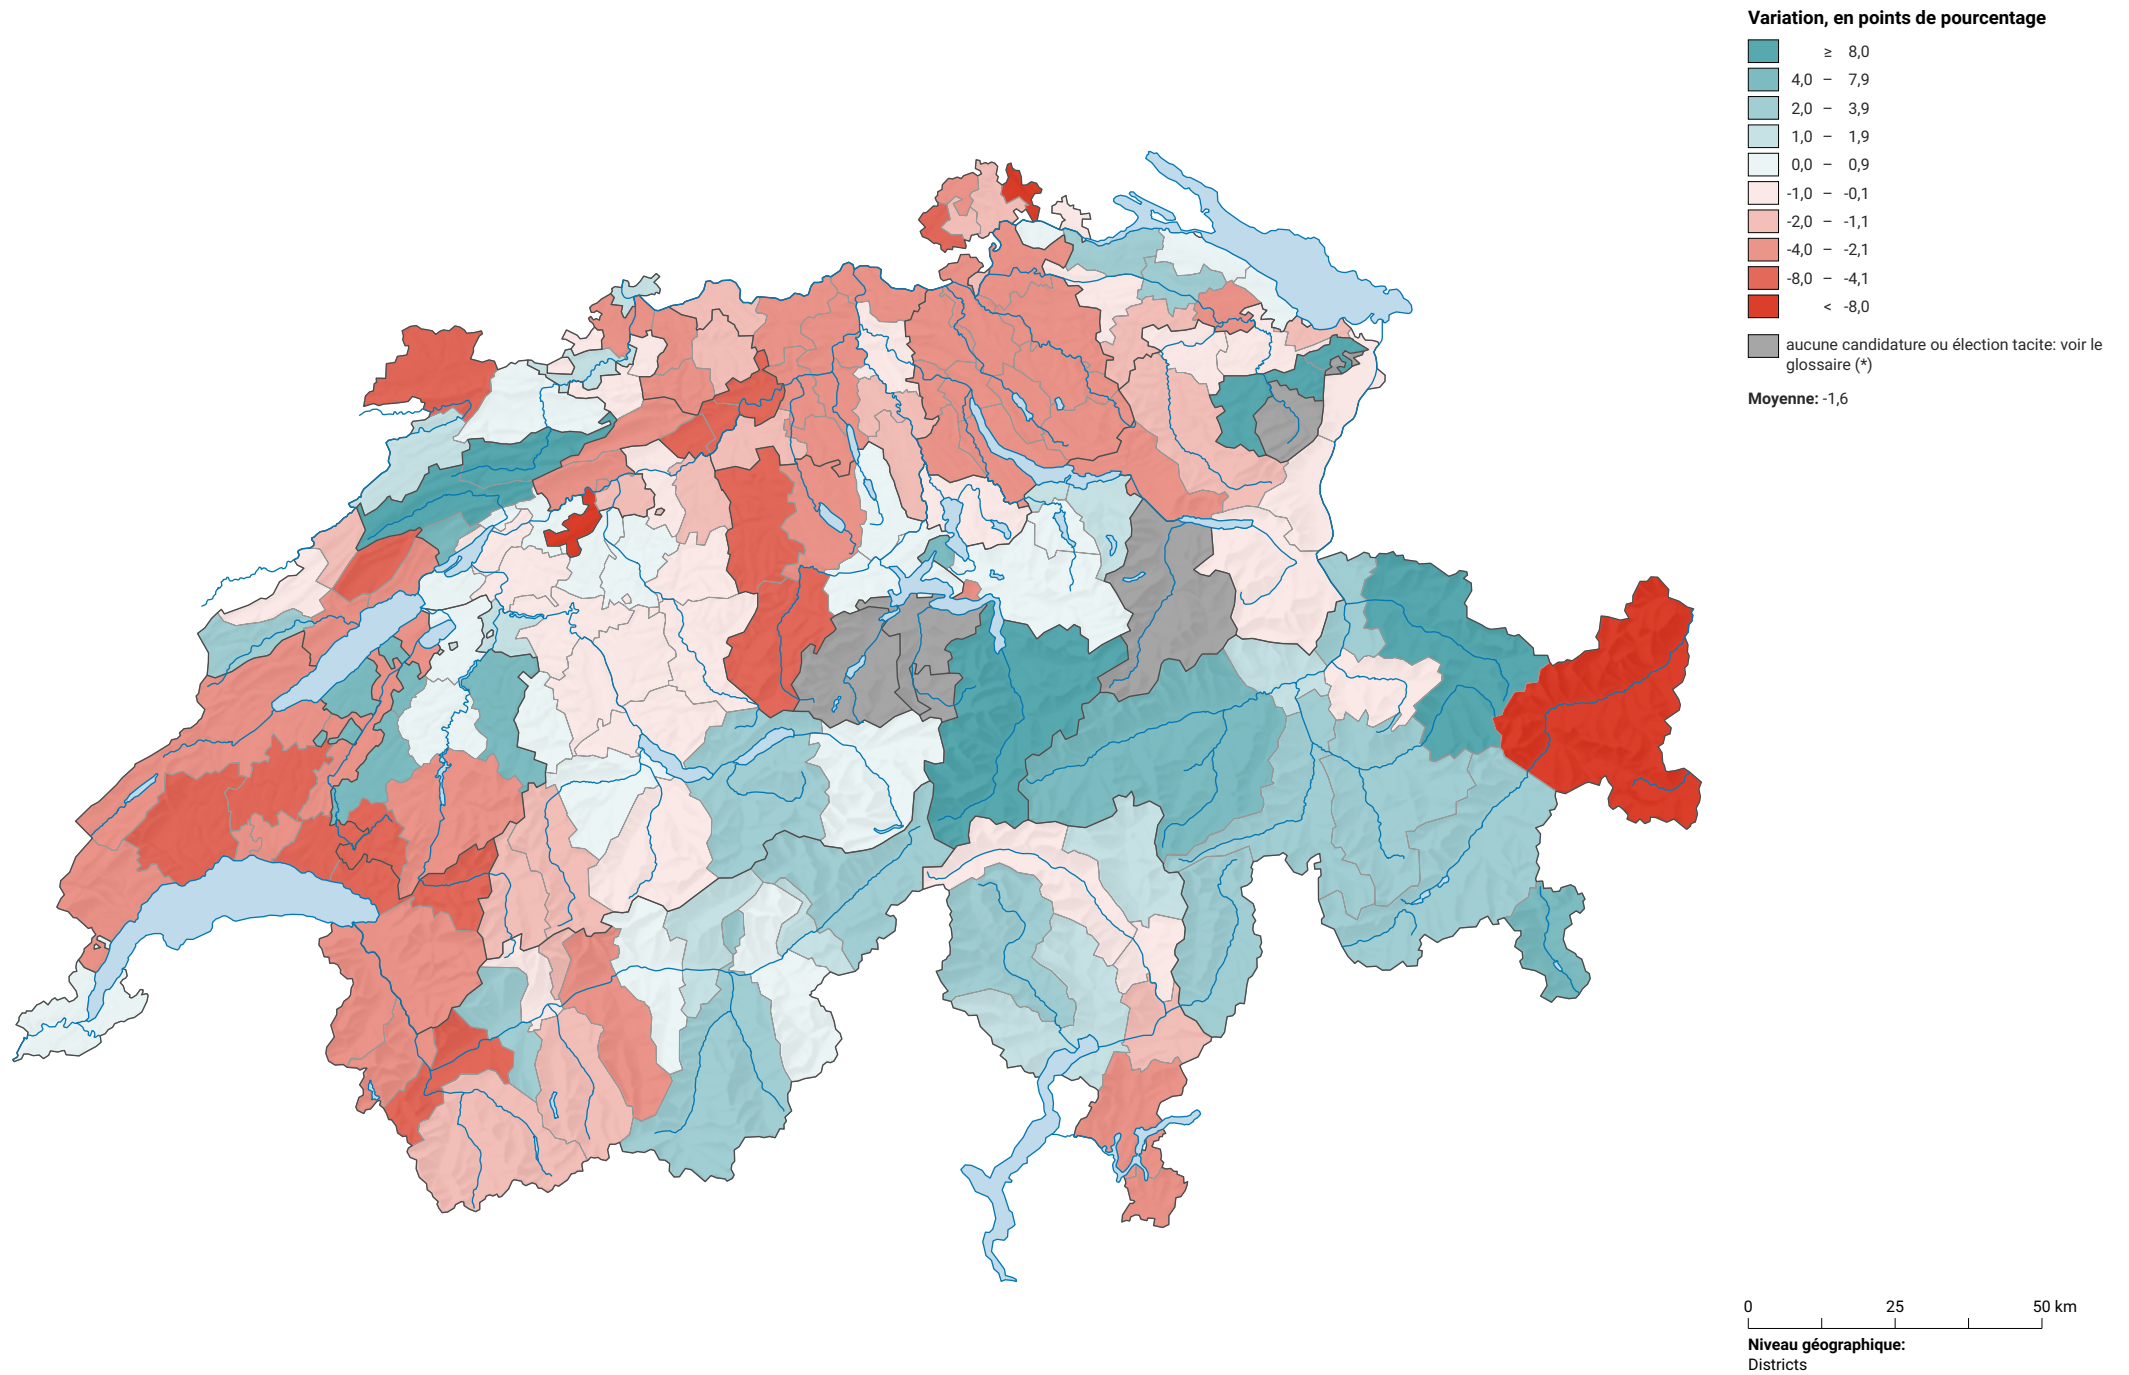 Variation, en points de pourcentage
≥ 8,0
4,0 – 7,9
2,0 – 3,9
1,0 – 1,9
0,0 – 0,9
-1,0 – -0,1
-2,0 – -1,1
-4,0 – -2,1
-8,0 – -4,1
< -8,0
aucune candidature ou élection tacite: voir le
glossaire (*)
Moyenne: -1,6
0 25 50 km
Niveau géographique:
Districts